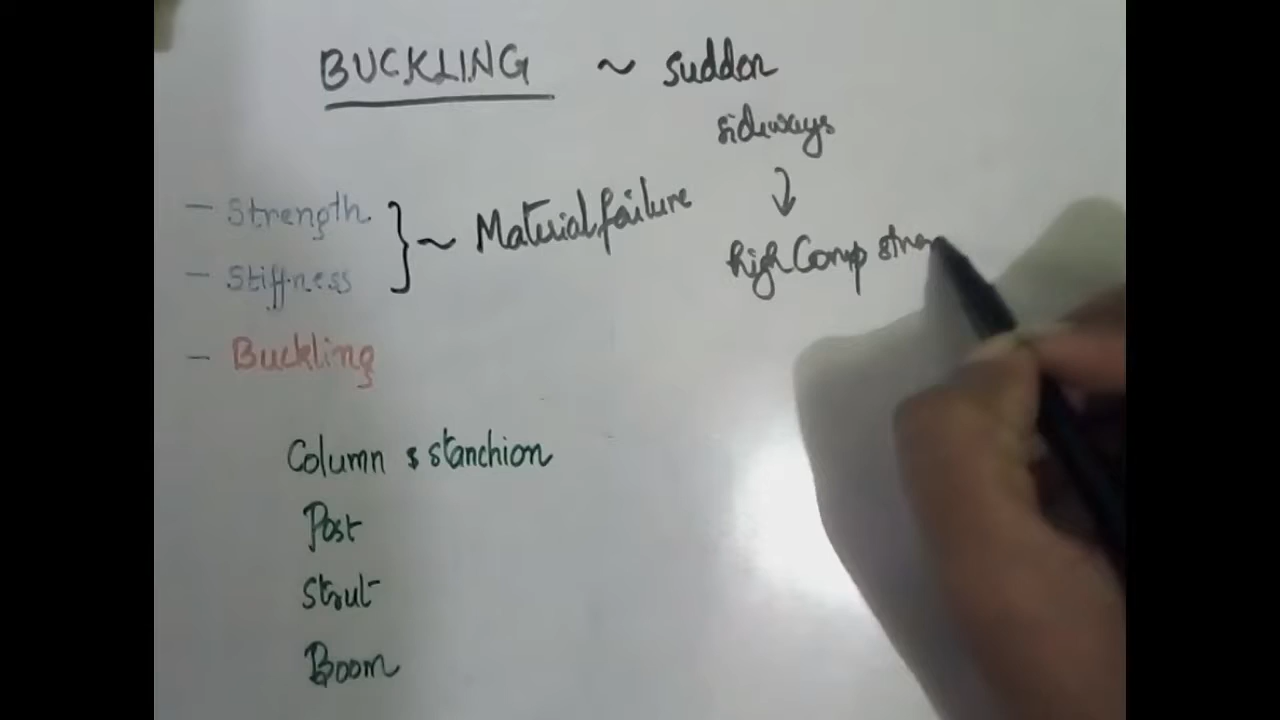 BUCKLING ~ sudden
sideways
- Strength
- Stiffness
} ~ Material failure
high Comp
- Buckling
Column & stanchion
Post
Strut
Boom